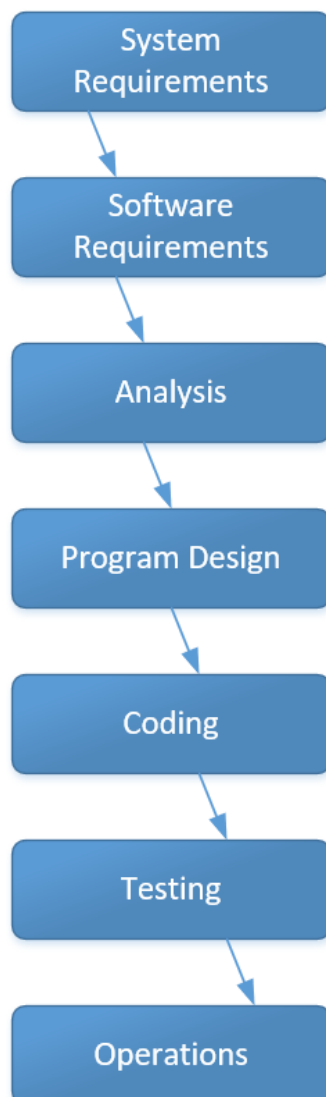 System
Requirements
Software
Requirements
Analysis
Program Design
Coding
Testing
Operations